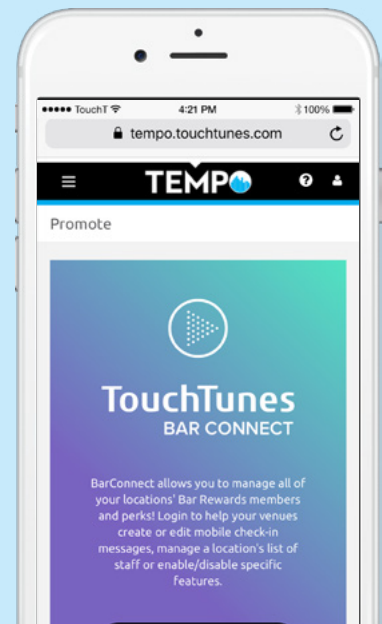 TouchT 4:21 PM 100%
tempo.touchtunes.com
TEMPO ?
Promote
TouchTunes
BAR CONNECT
BarConnect allows you to manage all of
your locations' Bar Rewards members
and perks! Login to help your venues
create or edit mobile check-in
messages, manage a location's list of
staff or enable/disable specific
features.